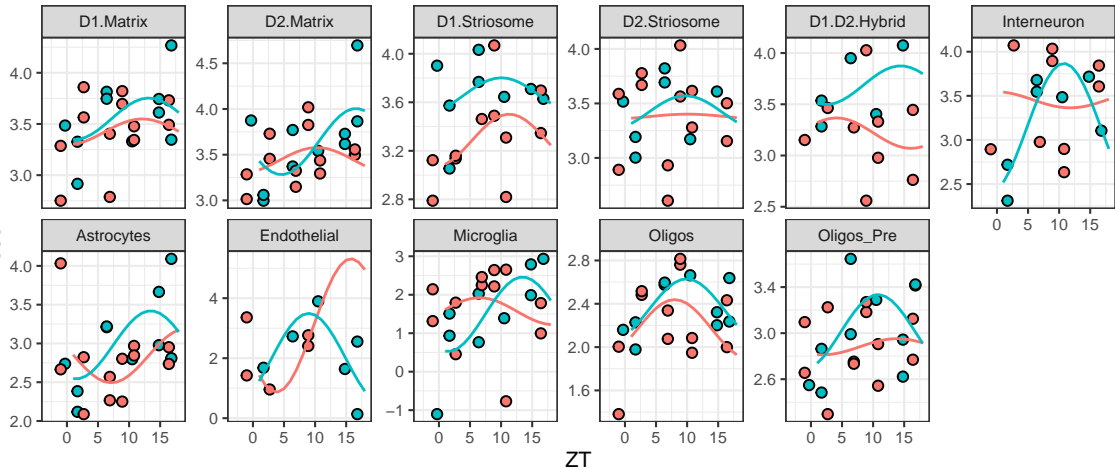 D1.Matrix D2.Matrix D1.Striosome D2.Striosome D1.D2.Hybrid Interneuron
4.0 3.5 3.0
4.5 4.0 3.5 3.0
4.0 3.6 3.2 2.8
4.0 3.5 3.0
4.0 3.5 3.0 2.5
4.0 3.5 3.0 2.5
0 5 10 15
Astrocytes Endothelial Microglia Oligos Oligos_Pre
4.0 3.5 3.0 2.5 2.0
4 2 0
3 2 1 0 −1
2.8 2.4 2.0 1.6
3.4 3.0 2.6
0 5 10 15 0 5 10 15 0 5 10 15 0 5 10 15 0 5 10 15
ZT